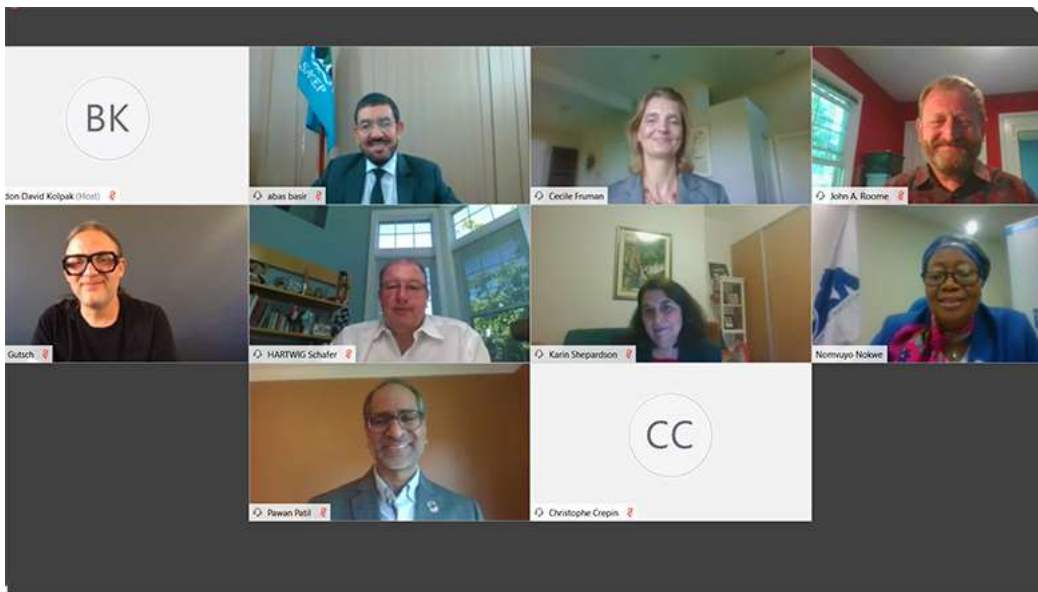 BK
don David Kolpak (Host)
abas basir
Cecile Fruman
John A. Roome
SACEP
Gutsch
HARTWIG Schafer
Karin Shepardson
Nomvuyo Nokwe
Pawan Patil
CC
Christophe Crepin